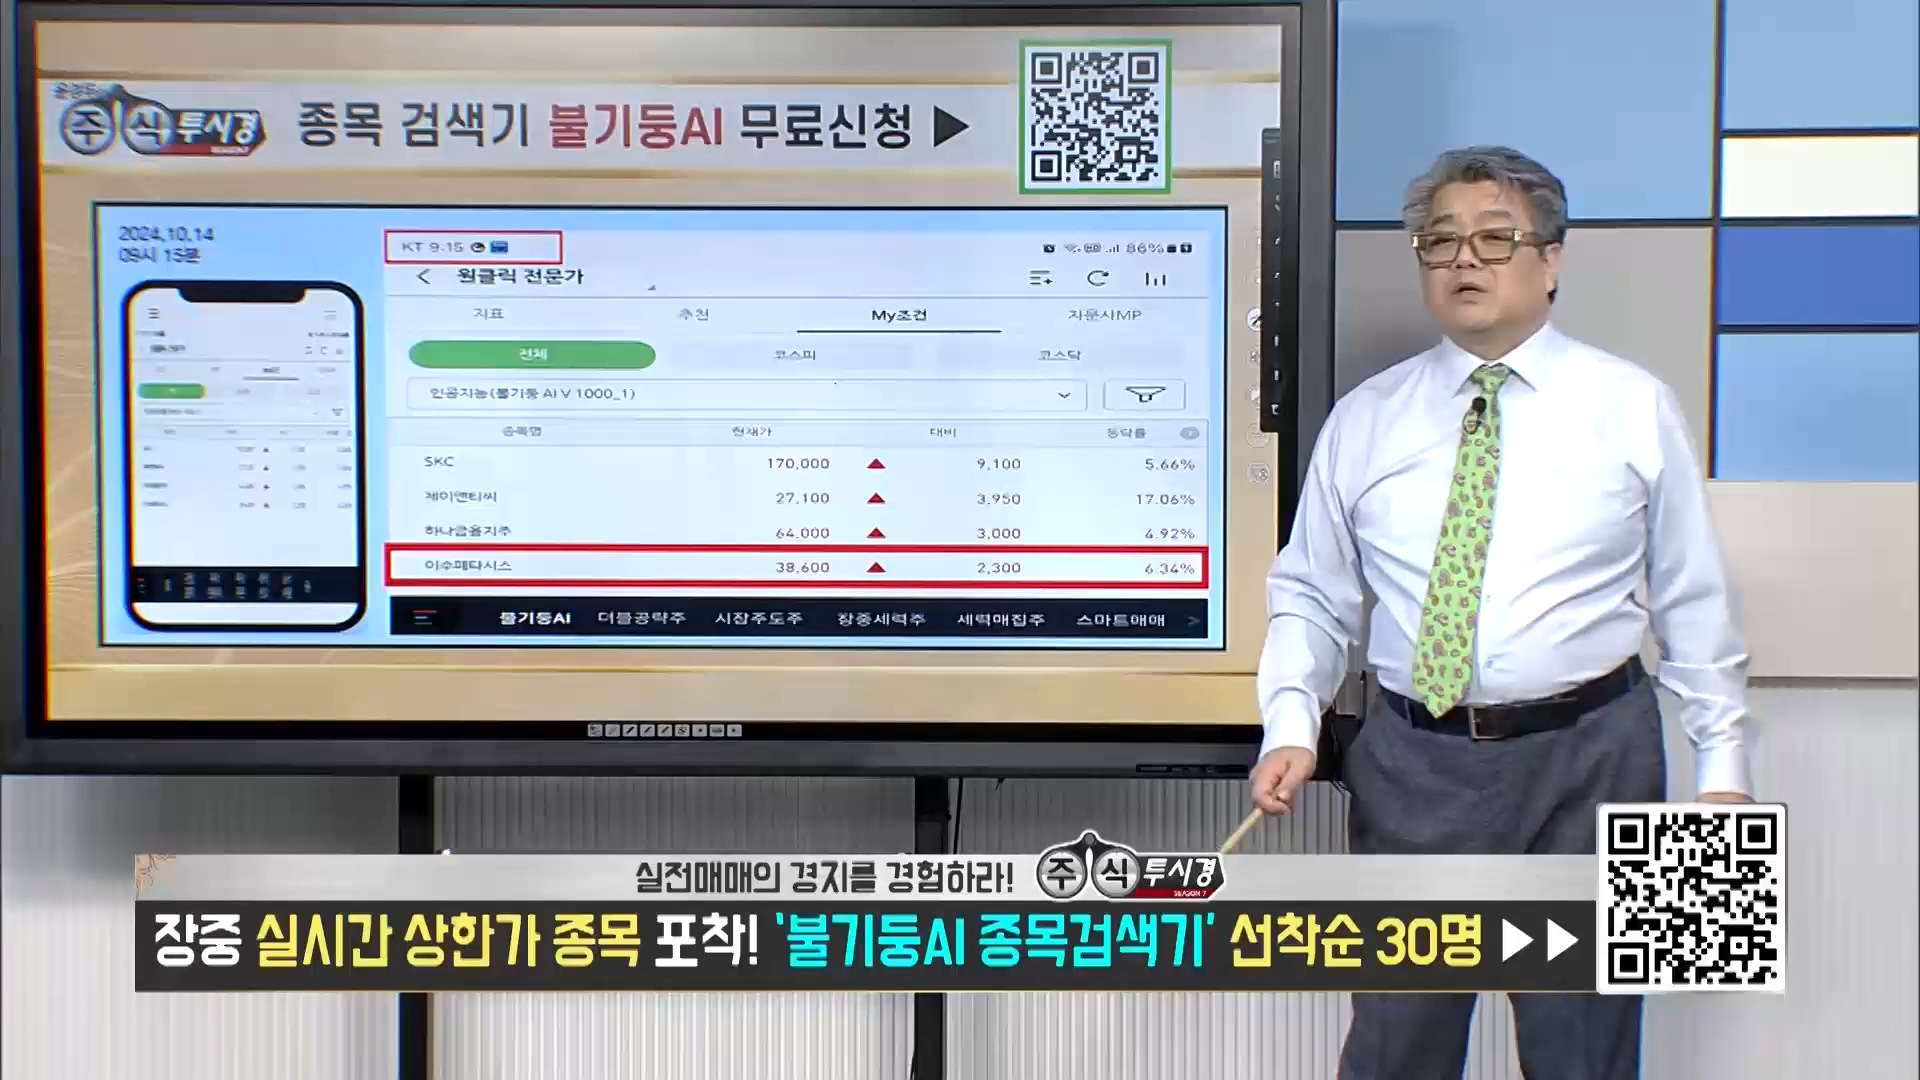 주식투시경
종목 검색기 불기둥AI 무료신청 ▶
2024.10.14
09시 15분
KT 9:15
86%
< 원클릭 전문가
지표 추천 My조건 자문사MP
전체 코스피 코스닥
인공지능(불기둥 AI V 1000_1)
종목명 현재가 대비 등락률
SKC 170,000 ▲ 9,100 5.66%
제이앤티씨 27,100 ▲ 3,950 17.06%
하나금융지주 64,000 ▲ 3,000 4.92%
이수페타시스 38,600 ▲ 2,300 6.34%
불기둥AI 더블공략주 시장주도주 장중세력주 세력매집주 스마트매매 >
실전매매의 경지를 경험하라! 주식투시경
SEASON 7
장중 실시간 상한가 종목 포착! '불기둥AI 종목검색기' 선착순 30명 ▶▶